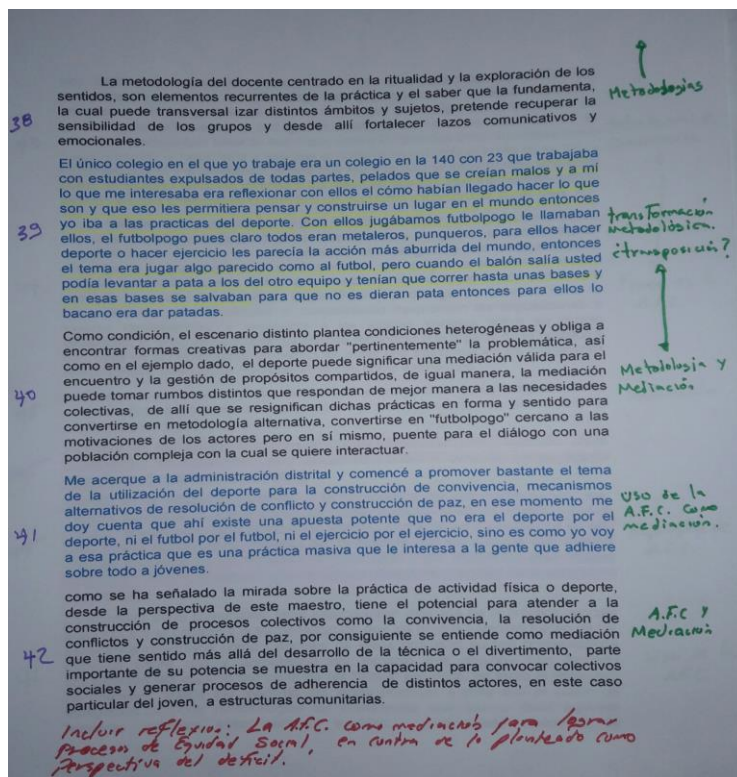 La metodología del docente centrado en la ritualidad y la exploración de los
sentidos, son elementos recurrentes de la práctica y el saber que la fundamenta,
la cual puede transversal izar distintos ámbitos y sujetos, pretende recuperar la
sensibilidad de los grupos y desde allí fortalecer lazos comunicativos y
emocionales.
38
Metodologías
El único colegio en el que yo trabaje era un colegio en la 140 con 23 que trabajaba
con estudiantes expulsados de todas partes, pelados que se creían malos y a mí
lo que me interesaba era reflexionar con ellos el cómo habían llegado hacer lo que
son y que eso les permitiera pensar y construirse un lugar en el mundo entonces
yo iba a las practicas del deporte. Con ellos jugábamos futbolpogo le llamaban
ellos, el futbolpogo pues claro todos eran metaleros, punqueros, para ellos hacer
deporte o hacer ejercicio les parecía la acción más aburrida del mundo, entonces
el tema era jugar algo parecido como al futbol, pero cuando el balón salía usted
podía levantar a pata a los del otro equipo y tenían que correr hasta unas bases y
en esas bases se salvaban para que no es dieran pata entonces para ellos lo
bacano era dar patadas.
39
transformación
metodológica.
¿transposición?
Como condición, el escenario distinto plantea condiciones heterogéneas y obliga a
encontrar formas creativas para abordar "pertinentemente" la problemática, así
como en el ejemplo dado, el deporte puede significar una mediación válida para el
encuentro y la gestión de propósitos compartidos, de igual manera, la mediación
puede tomar rumbos distintos que respondan de mejor manera a las necesidades
colectivas, de allí que se resignifican dichas prácticas en forma y sentido para
convertirse en metodología alternativa, convertirse en "futbolpogo" cercano a las
motivaciones de los actores pero en sí mismo, puente para el diálogo con una
población compleja con la cual se quiere interactuar.
40
Metodología y
Mediación
Me acerque a la administración distrital y comencé a promover bastante el tema
de la utilización del deporte para la construcción de convivencia, mecanismos
alternativos de resolución de conflicto y construcción de paz, en ese momento me
doy cuenta que ahí existe una apuesta potente que no era el deporte por el
deporte, ni el futbol por el futbol, ni el ejercicio por el ejercicio, sino es como yo voy
a esa práctica que es una práctica masiva que le interesa a la gente que adhiere
sobre todo a jóvenes.
41
Uso de la
A.F.C. como
mediación.
como se ha señalado la mirada sobre la práctica de actividad física o deporte,
desde la perspectiva de este maestro, tiene el potencial para atender a la
construcción de procesos colectivos como la convivencia, la resolución de
conflictos y construcción de paz, por consiguiente se entiende como mediación
que tiene sentido más allá del desarrollo de la técnica o el divertimento, parte
importante de su potencia se muestra en la capacidad para convocar colectivos
sociales y generar procesos de adherencia de distintos actores, en este caso
particular del joven, a estructuras comunitarias.
42
A.F.C y
Mediación
Incluir reflexion: La A.F.C. como mediación para lograr
procesos de Equidad Social, en contra de lo planteado como
Perspectiva del deficit.